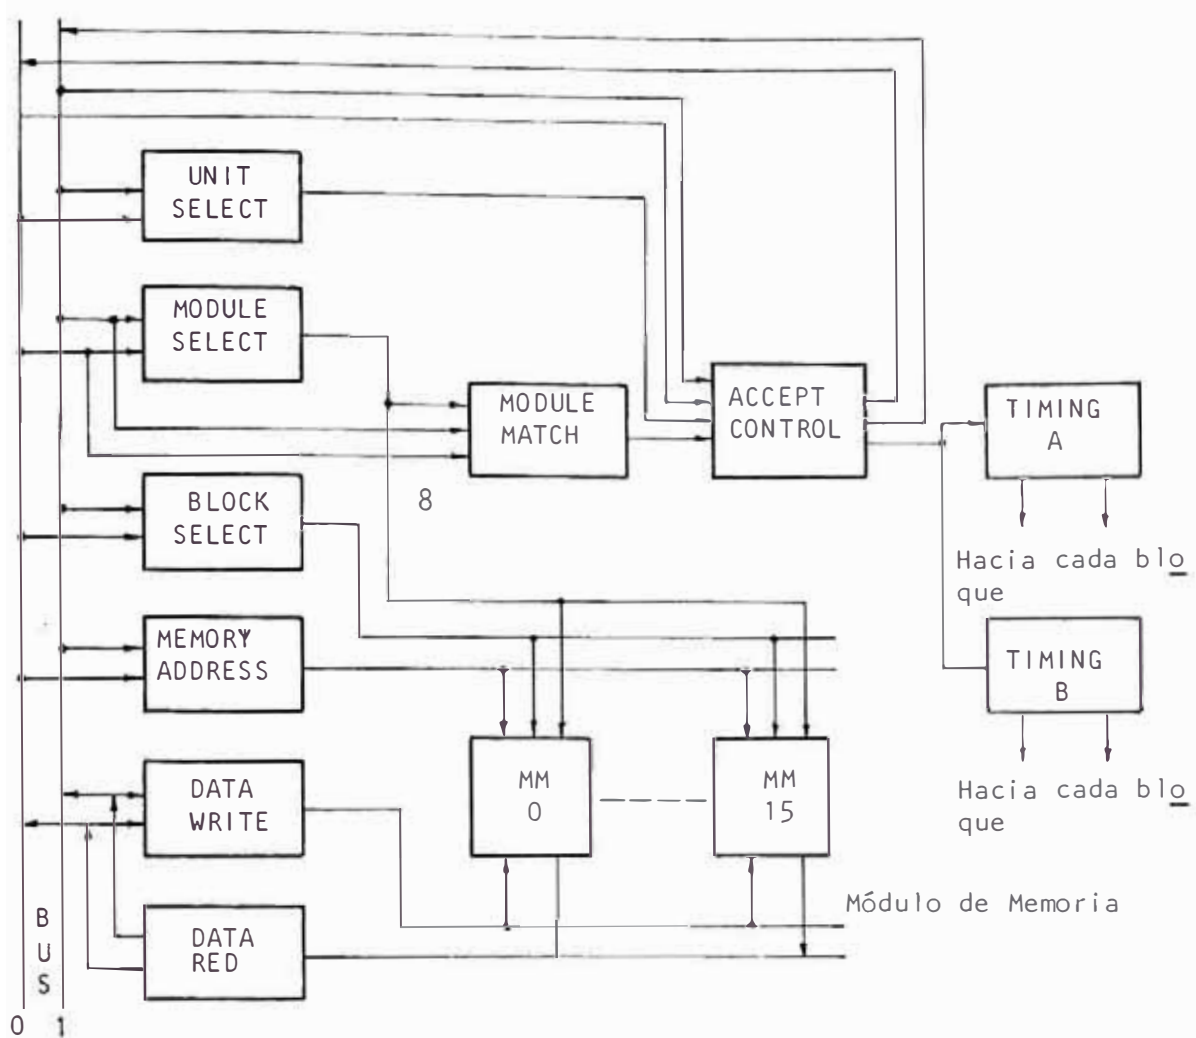 UNIT
SELECT
MODULE
SELECT
MODULE
MATCH
ACCEPT
CONTROL
TIMING
A
BLOCK
SELECT
8
Hacia cada blo
que
MEMORY
ADDRESS
TIMING
B
DATA
WRITE
MM
0
MM
15
Hacia cada blo
que
Módulo de Memoria
DATA
RED
BUS
0 1